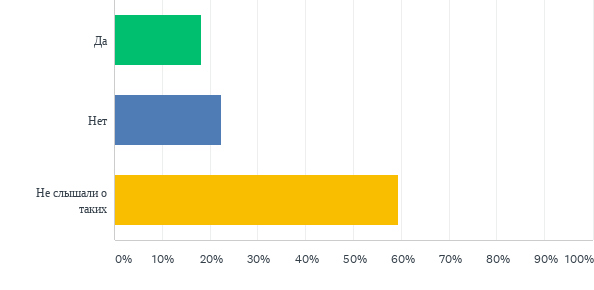 Да
Нет
Не слышали о
таких
0% 10% 20% 30% 40% 50% 60% 70% 80% 90% 100%